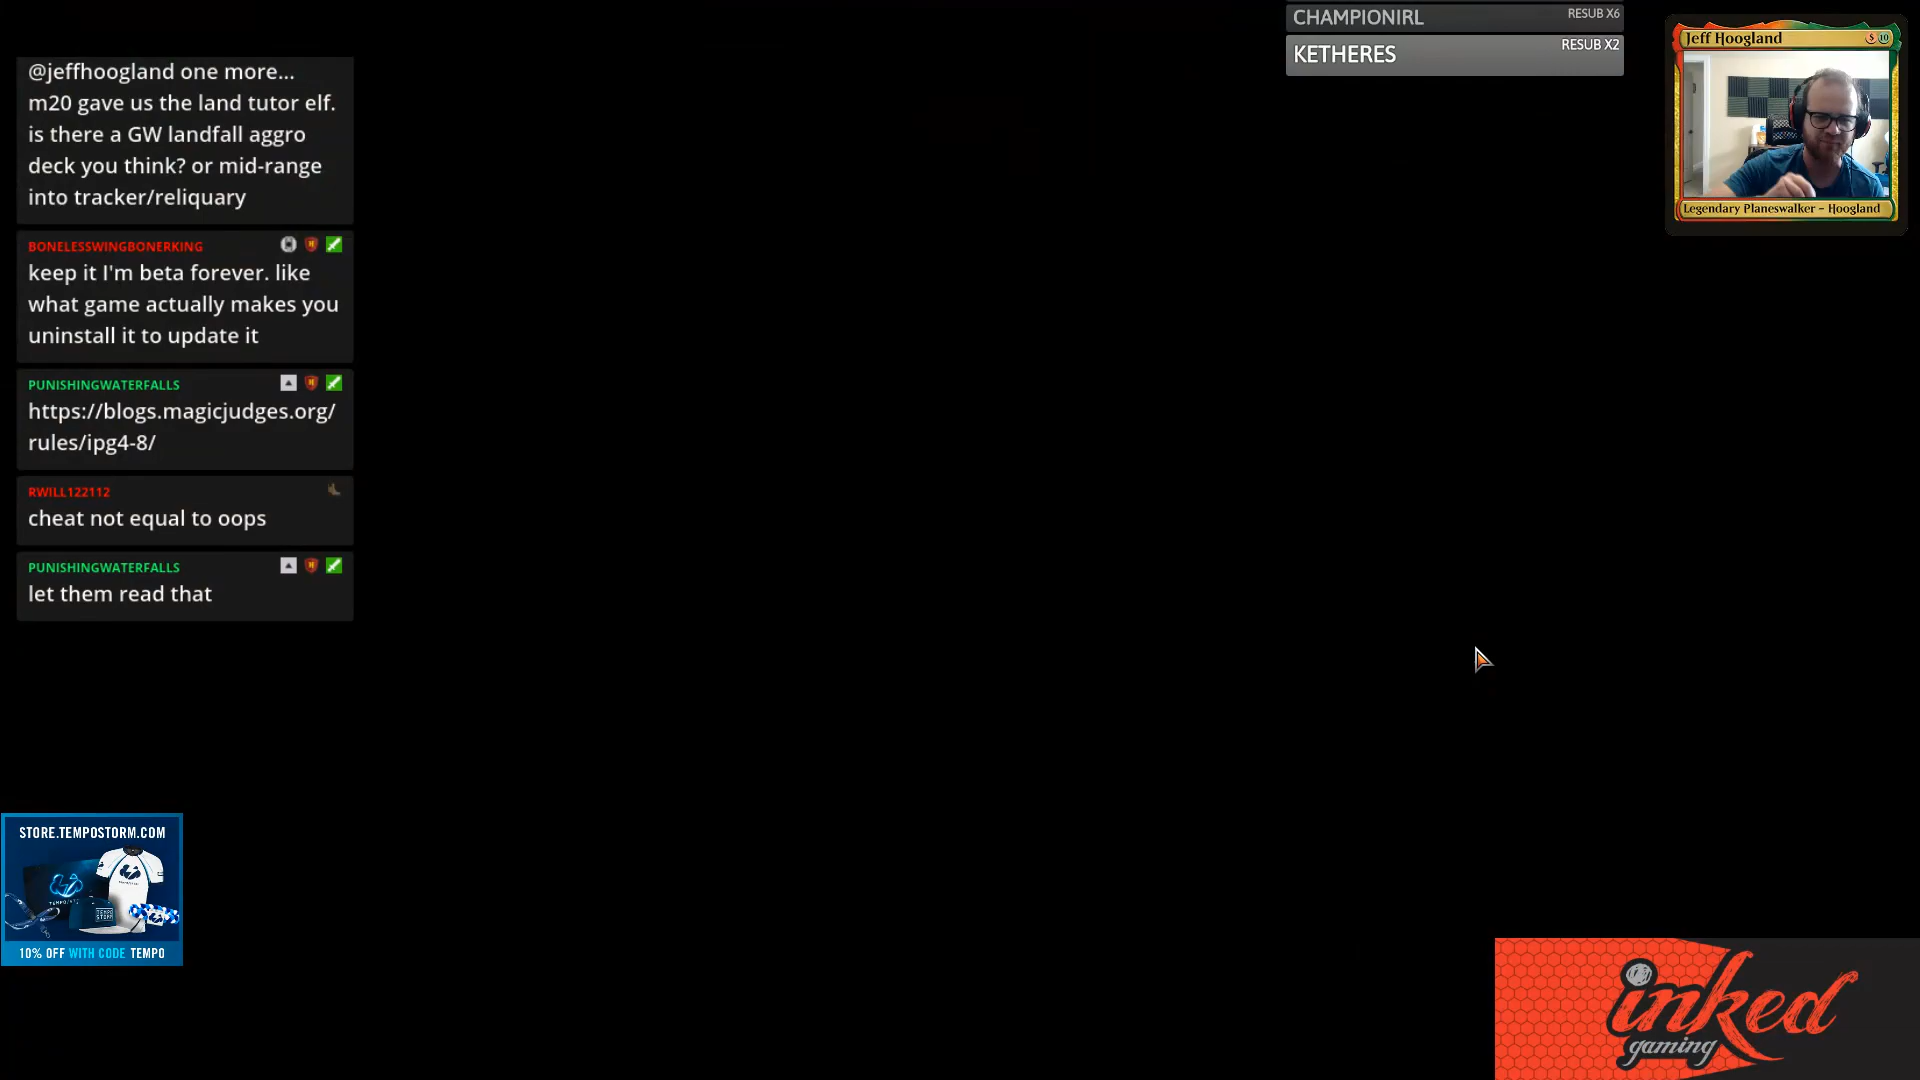 CHAMPIONIRL RESUB X6
KETHERES RESUB X2
Jeff Hoogland 5 10
Legendary Planeswalker – Hoogland
@jeffhoogland one more...
m20 gave us the land tutor elf.
is there a GW landfall aggro
deck you think? or mid-range
into tracker/reliquary
BONELESSWINGBONERKING
keep it I'm beta forever. like
what game actually makes you
uninstall it to update it
PUNISHINGWATERFALLS
https://blogs.magicjudges.org/
rules/ipg4-8/
RWILL122112
cheat not equal to oops
PUNISHINGWATERFALLS
let them read that
STORE.TEMPOSTORM.COM
10% OFF WITH CODE TEMPO
inked
gaming